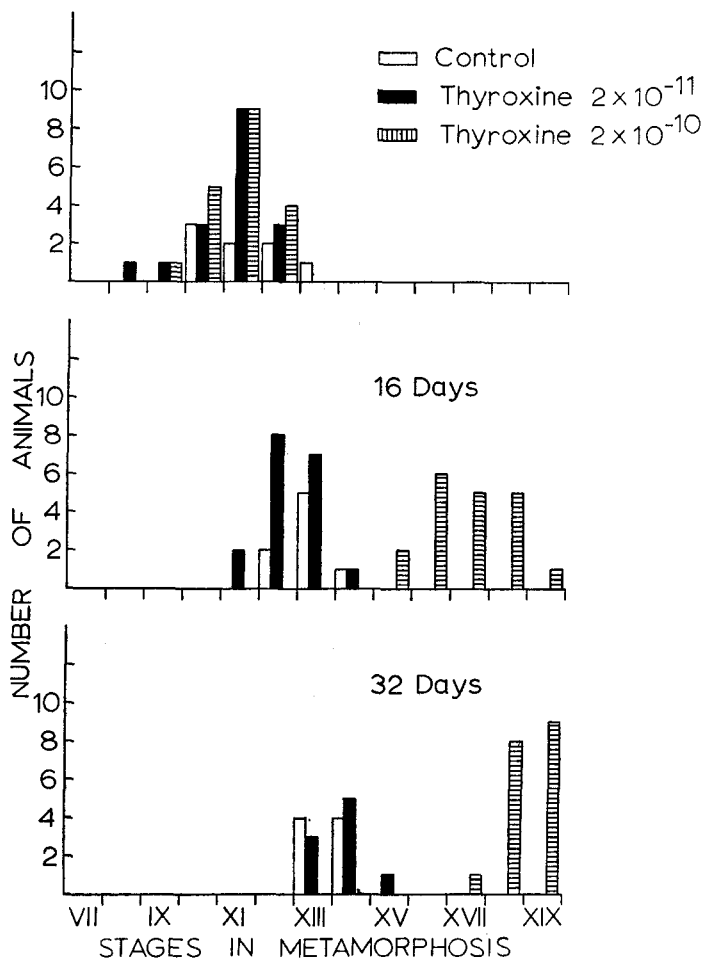 Control
Thyroxine 2×10⁻¹¹
Thyroxine 2×10⁻¹⁰
10
8
6
4
2
16 Days
10
8
6
4
2
32 Days
10
8
6
4
2
NUMBER OF ANIMALS
VII IX XI XIII XV XVII XIX
STAGES IN METAMORPHOSIS